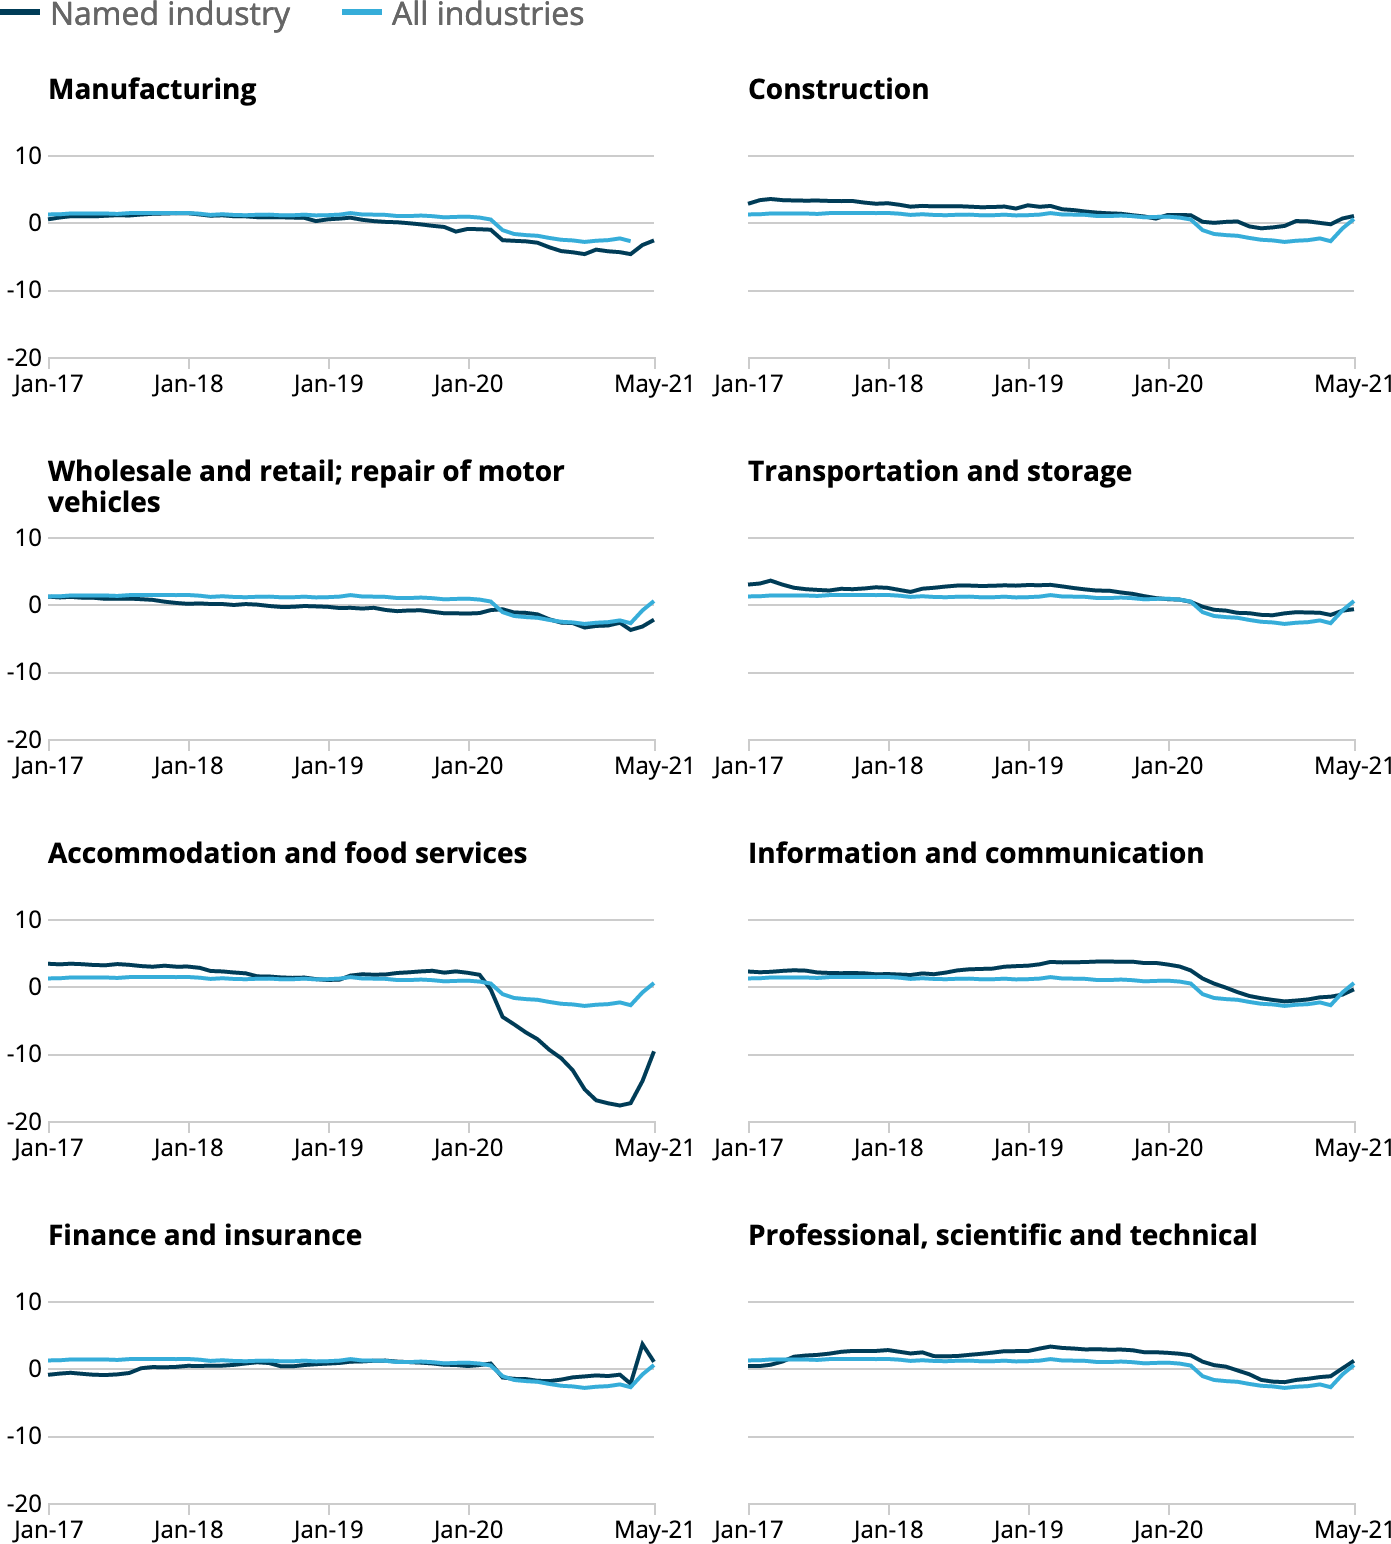 Named industry All industries
Manufacturing
10
0
-10
-20
Jan-17 Jan-18 Jan-19 Jan-20 May-21
Construction
Jan-17 Jan-18 Jan-19 Jan-20 May-21
Wholesale and retail; repair of motor
vehicles
10
0
-10
-20
Jan-17 Jan-18 Jan-19 Jan-20 May-21
Transportation and storage
Jan-17 Jan-18 Jan-19 Jan-20 May-21
Accommodation and food services
10
0
-10
-20
Jan-17 Jan-18 Jan-19 Jan-20 May-21
Information and communication
Jan-17 Jan-18 Jan-19 Jan-20 May-21
Finance and insurance
10
0
-10
-20
Jan-17 Jan-18 Jan-19 Jan-20 May-21
Professional, scientific and technical
Jan-17 Jan-18 Jan-19 Jan-20 May-21